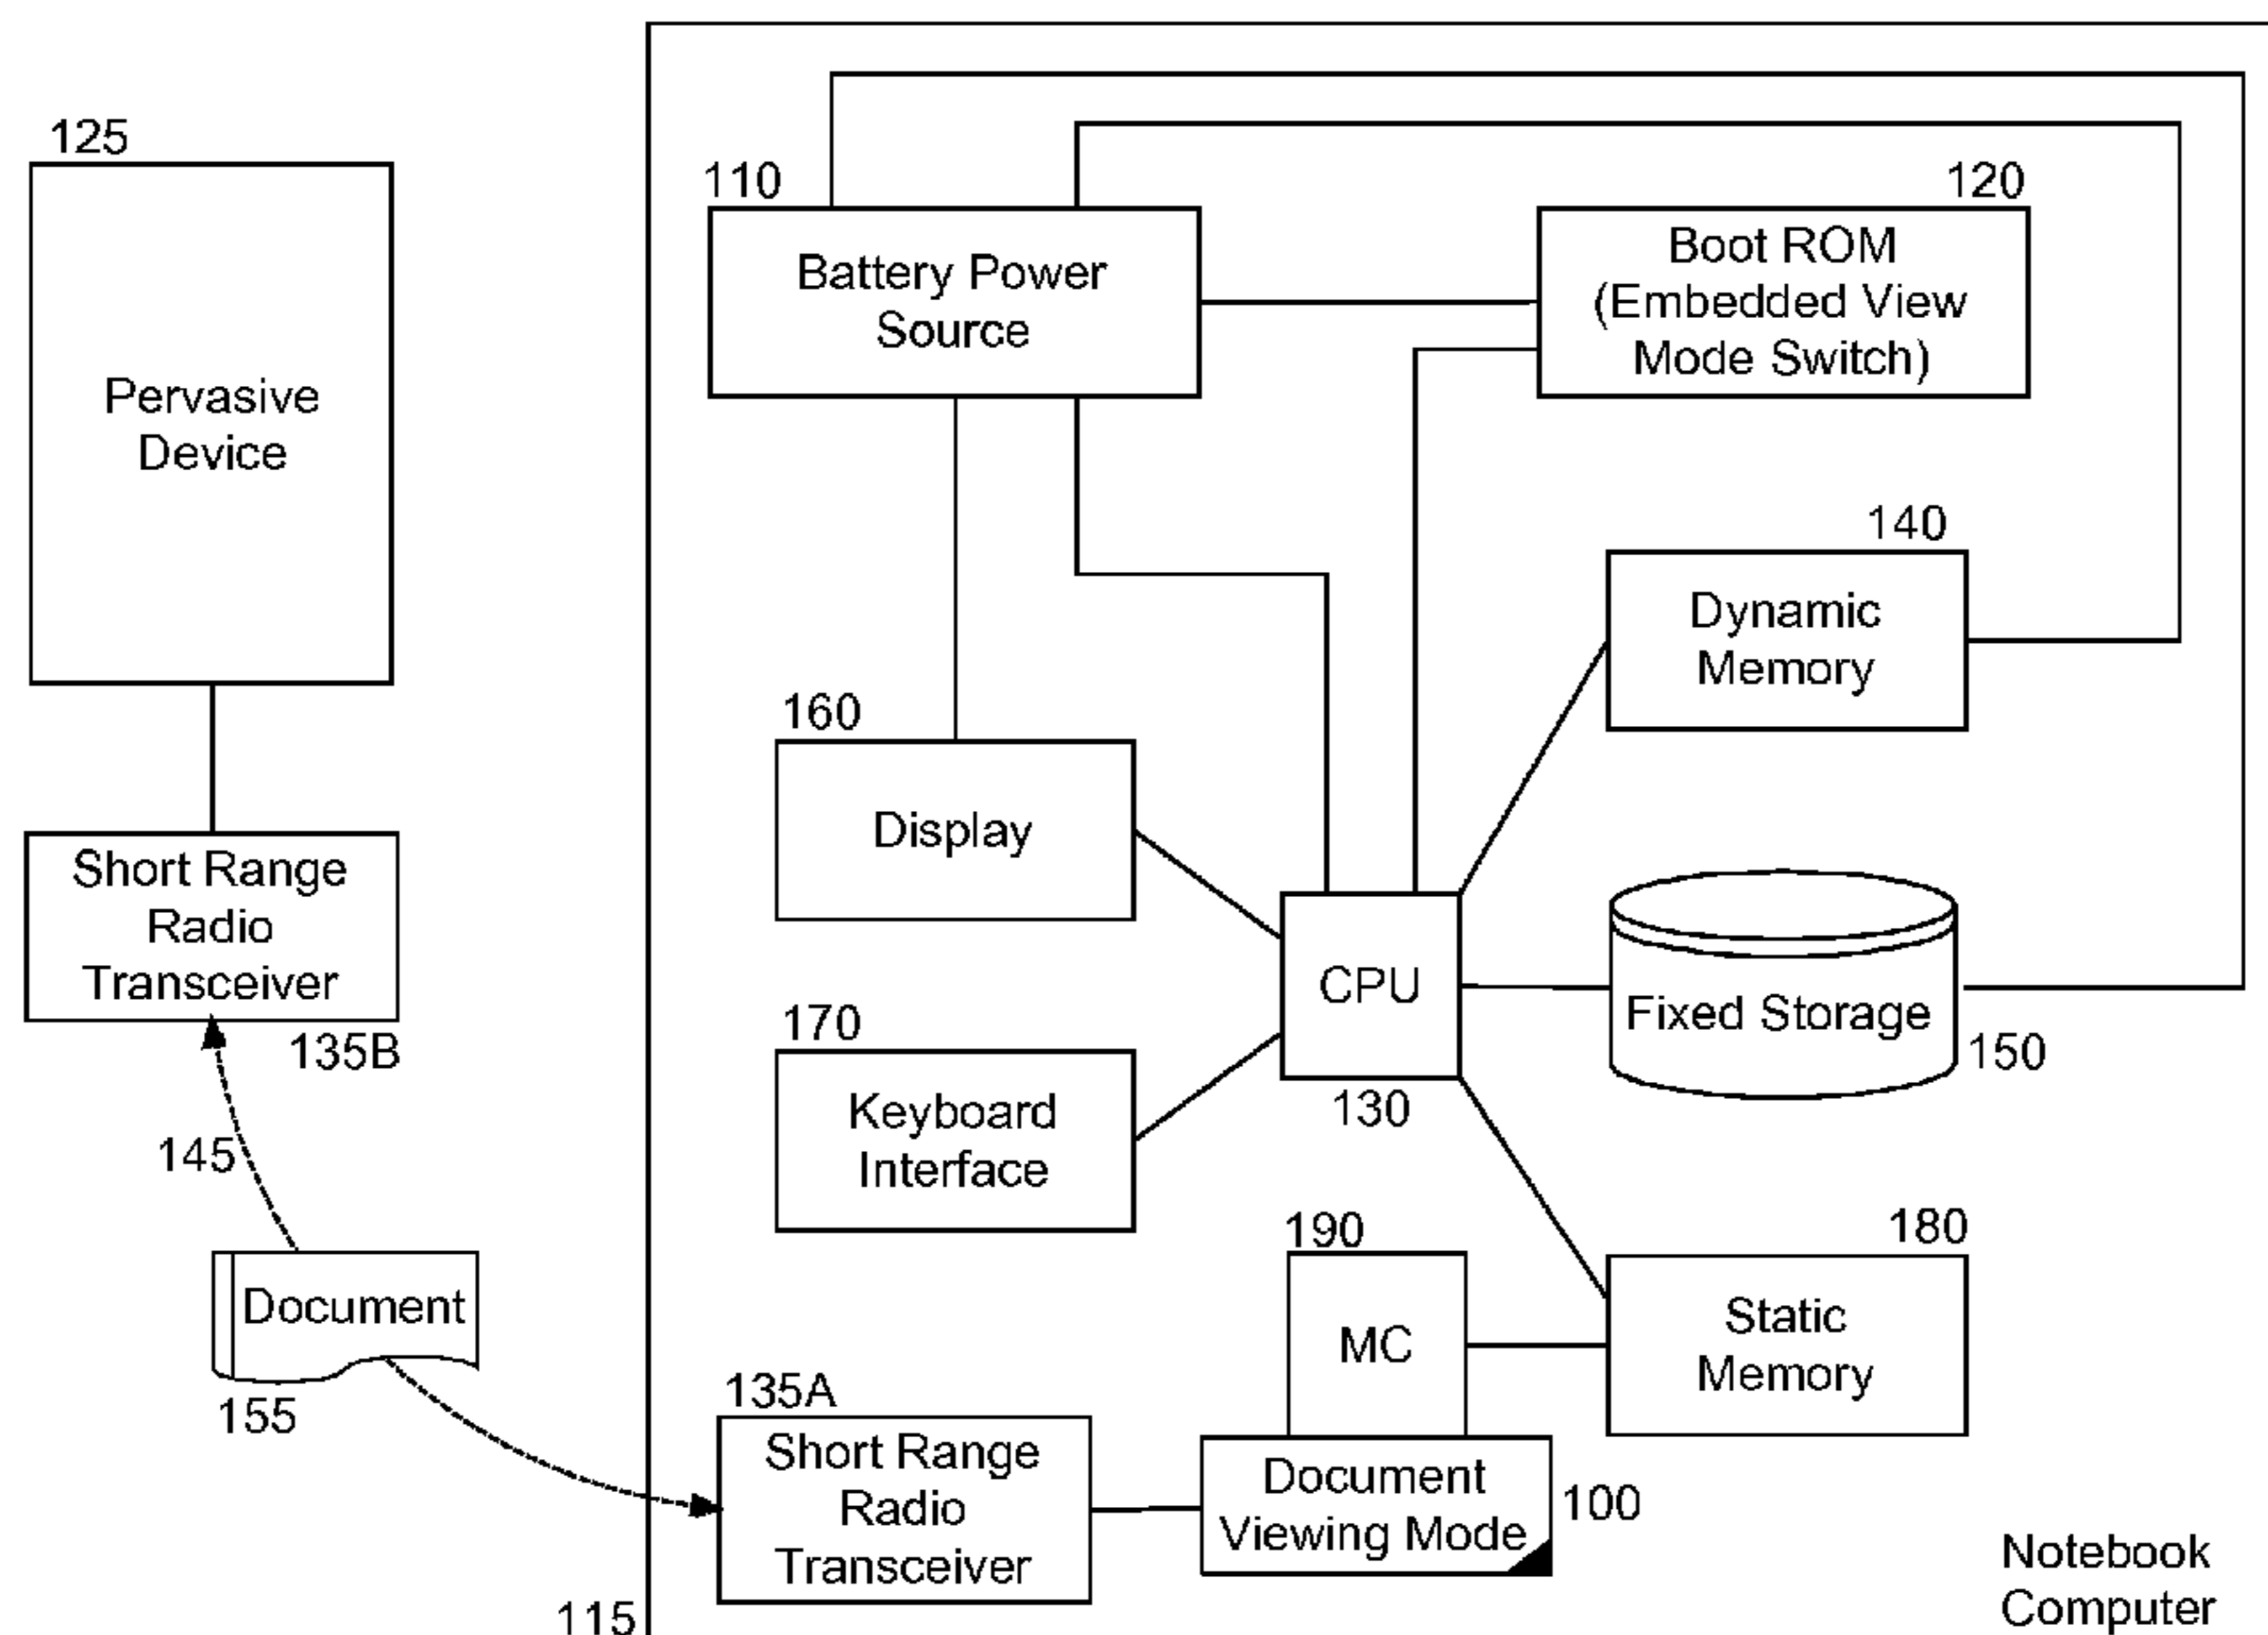 125
Pervasive
Device
Short Range
Radio
Transceiver
135B
145
Document
155
110
Battery Power
Source
120
Boot ROM
(Embedded View
Mode Switch)
140
Dynamic
Memory
160
Display
CPU
130
Fixed Storage
150
170
Keyboard
Interface
190
MC
180
Static
Memory
135A
Short Range
Radio
Transceiver
Document
Viewing Mode
100
115
Notebook
Computer